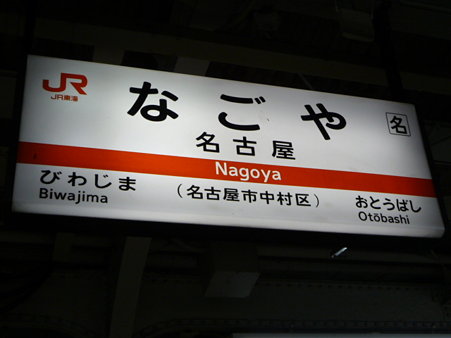 JR
JR東海
なごや
名
名古屋
Nagoya
びわじま
Biwajima
(名古屋市中村区)
おとうばし
Otōbashi